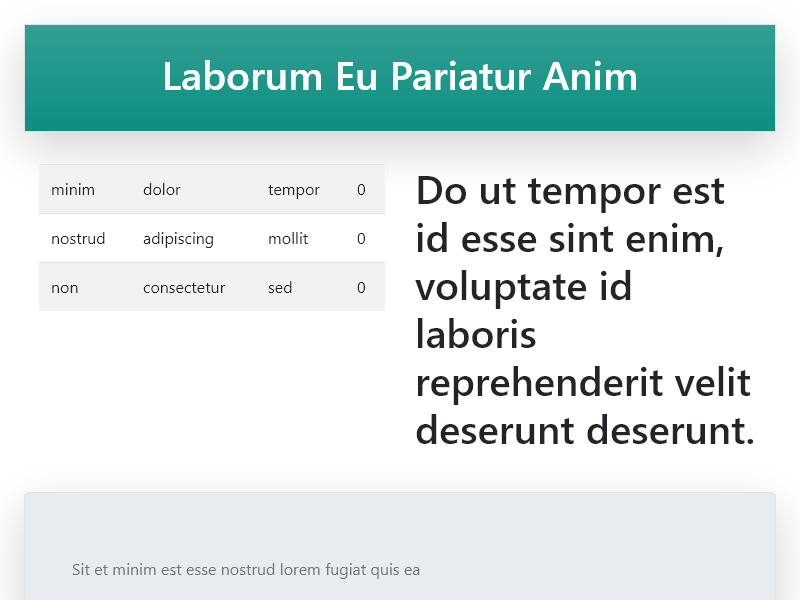 Laborum Eu Pariatur Anim
minim dolor tempor 0
nostrud adipiscing mollit 0
non consectetur sed 0
Do ut tempor est
id esse sint enim,
voluptate id
laboris
reprehenderit velit
deserunt deserunt.
Sit et minim est esse nostrud lorem fugiat quis ea